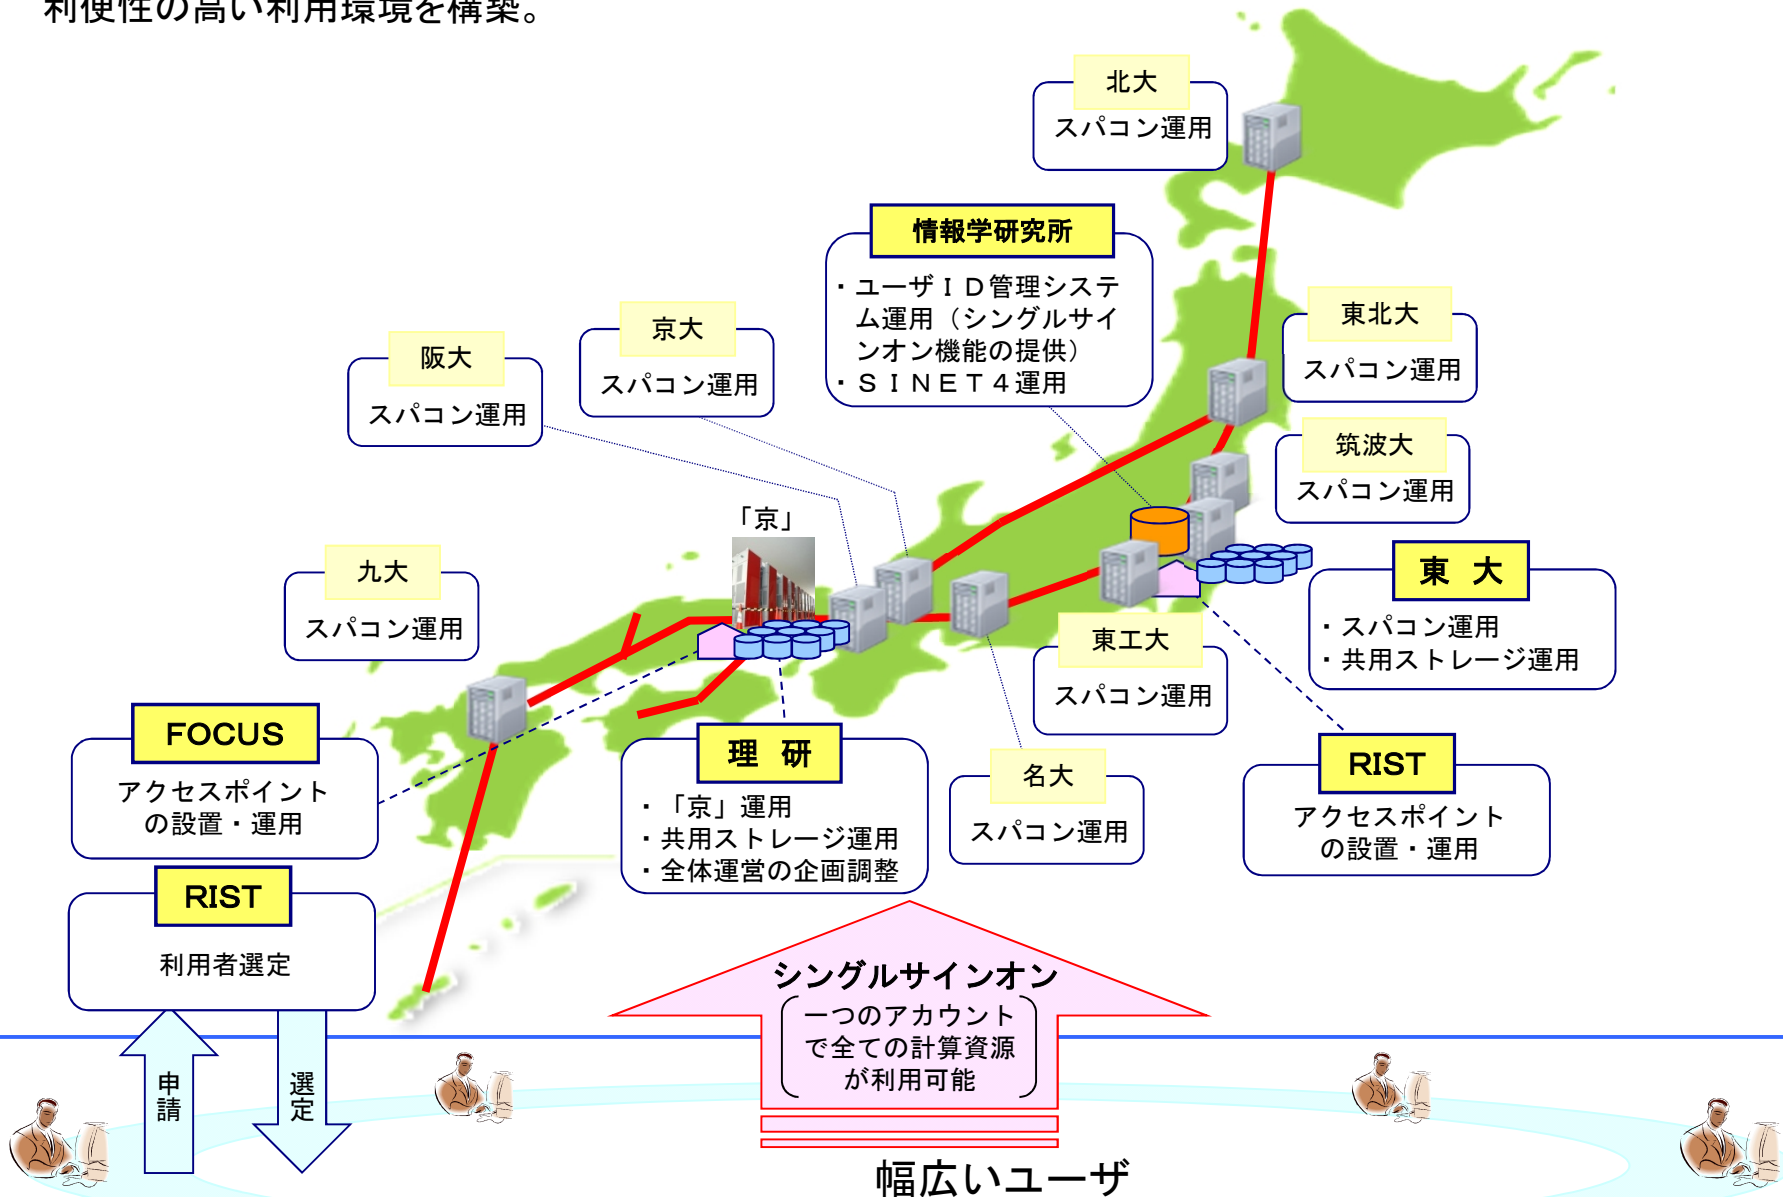 利便性の高い利用環境を構築。
北大
スパコン運用
情報学研究所
・ユーザＩＤ管理システ
ム運用（シングルサイ
ンオン機能の提供）
・ＳＩＮＥＴ４運用
東北大
スパコン運用
京大
スパコン運用
阪大
スパコン運用
筑波大
スパコン運用
「京」
九大
スパコン運用
東 大
・スパコン運用
・共用ストレージ運用
東工大
スパコン運用
FOCUS
アクセスポイント
の設置・運用
理 研
・「京」運用
・共用ストレージ運用
・全体運営の企画調整
名大
スパコン運用
RIST
アクセスポイント
の設置・運用
RIST
利用者選定
シングルサインオン
一つのアカウント
で全ての計算資源
が利用可能
申請
選定
幅広いユーザ